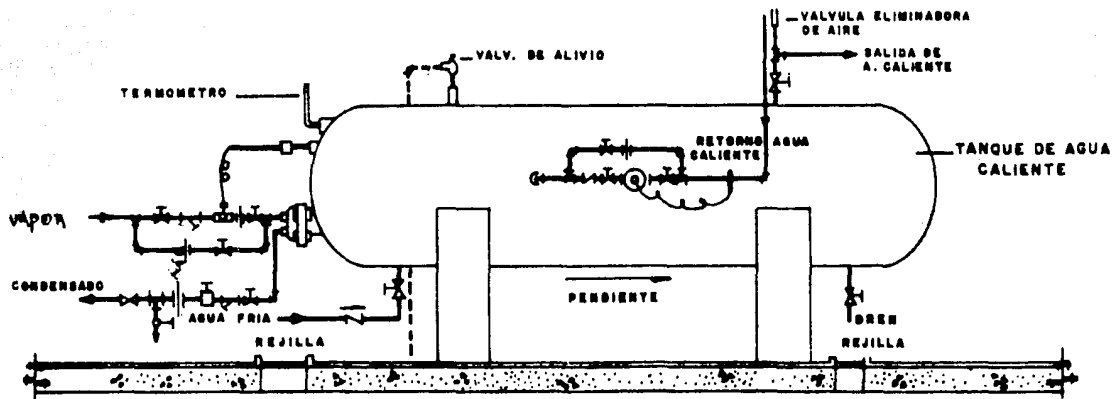 VALVULA ELIMINADORA
DE AIRE
SALIDA DE
A. CALIENTE
VALV. DE ALIVIO
TERMOMETRO
RETORNO AGUA
CALIENTE
TANQUE DE AGUA
CALIENTE
VAPOR
CONDENSADO
AGUA FRIA
PENDIENTE
DREN
REJILLA
REJILLA